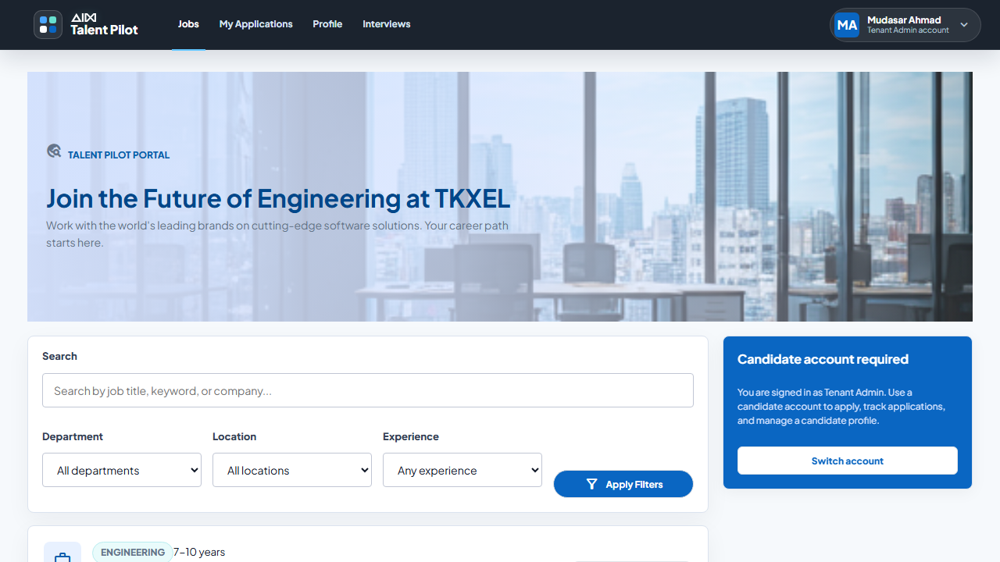 AIM
Talent Pilot
Jobs
My Applications
Profile
Interviews
MA
Mudasar Ahmad
Tenant Admin account
TALENT PILOT PORTAL
Join the Future of Engineering at TKXEL
Work with the world's leading brands on cutting-edge software solutions. Your career path
starts here.
Search
Search by job title, keyword, or company...
Department
Location
Experience
All departments
All locations
Any experience
Apply Filters
Candidate account required
You are signed in as Tenant Admin. Use a
candidate account to apply, track applications,
and manage a candidate profile.
Switch account
ENGINEERING 7–10 years